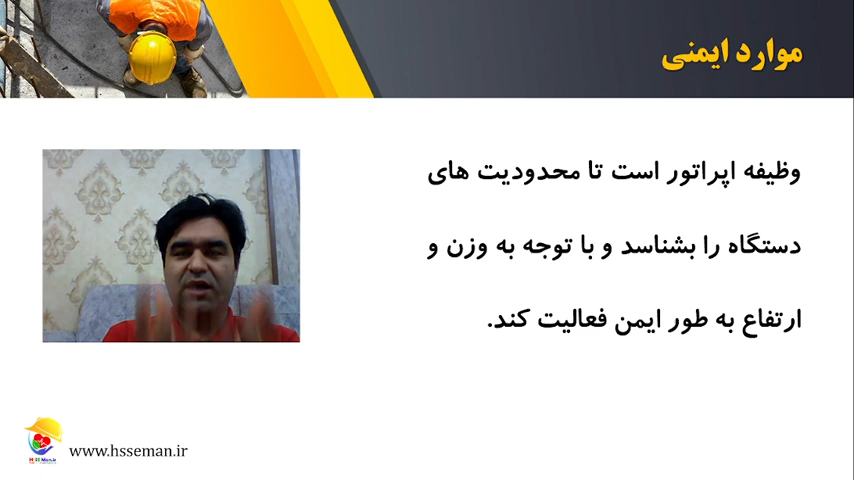 موارد ایمنی
وظیفه اپراتور است تا محدودیت های
دستگاه را بشناسد و با توجه به وزن و
ارتفاع به طور ایمن فعالیت کند.
www.hsseman.ir